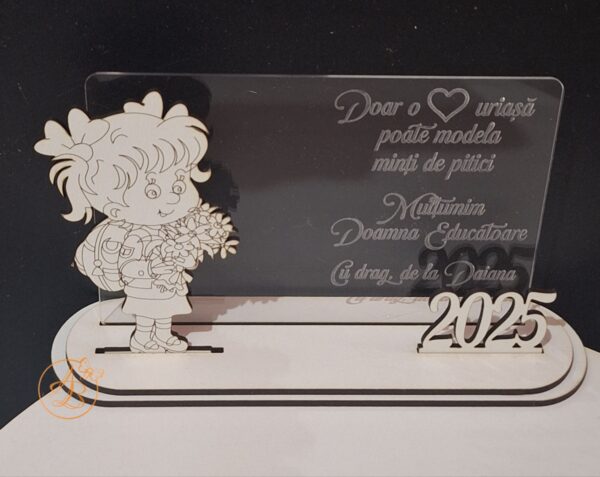 Doar o uriașă
poate modela
minți de pitici
Mulțumim
Doamna Educatoare
Cu drag, de la Daiana
2025